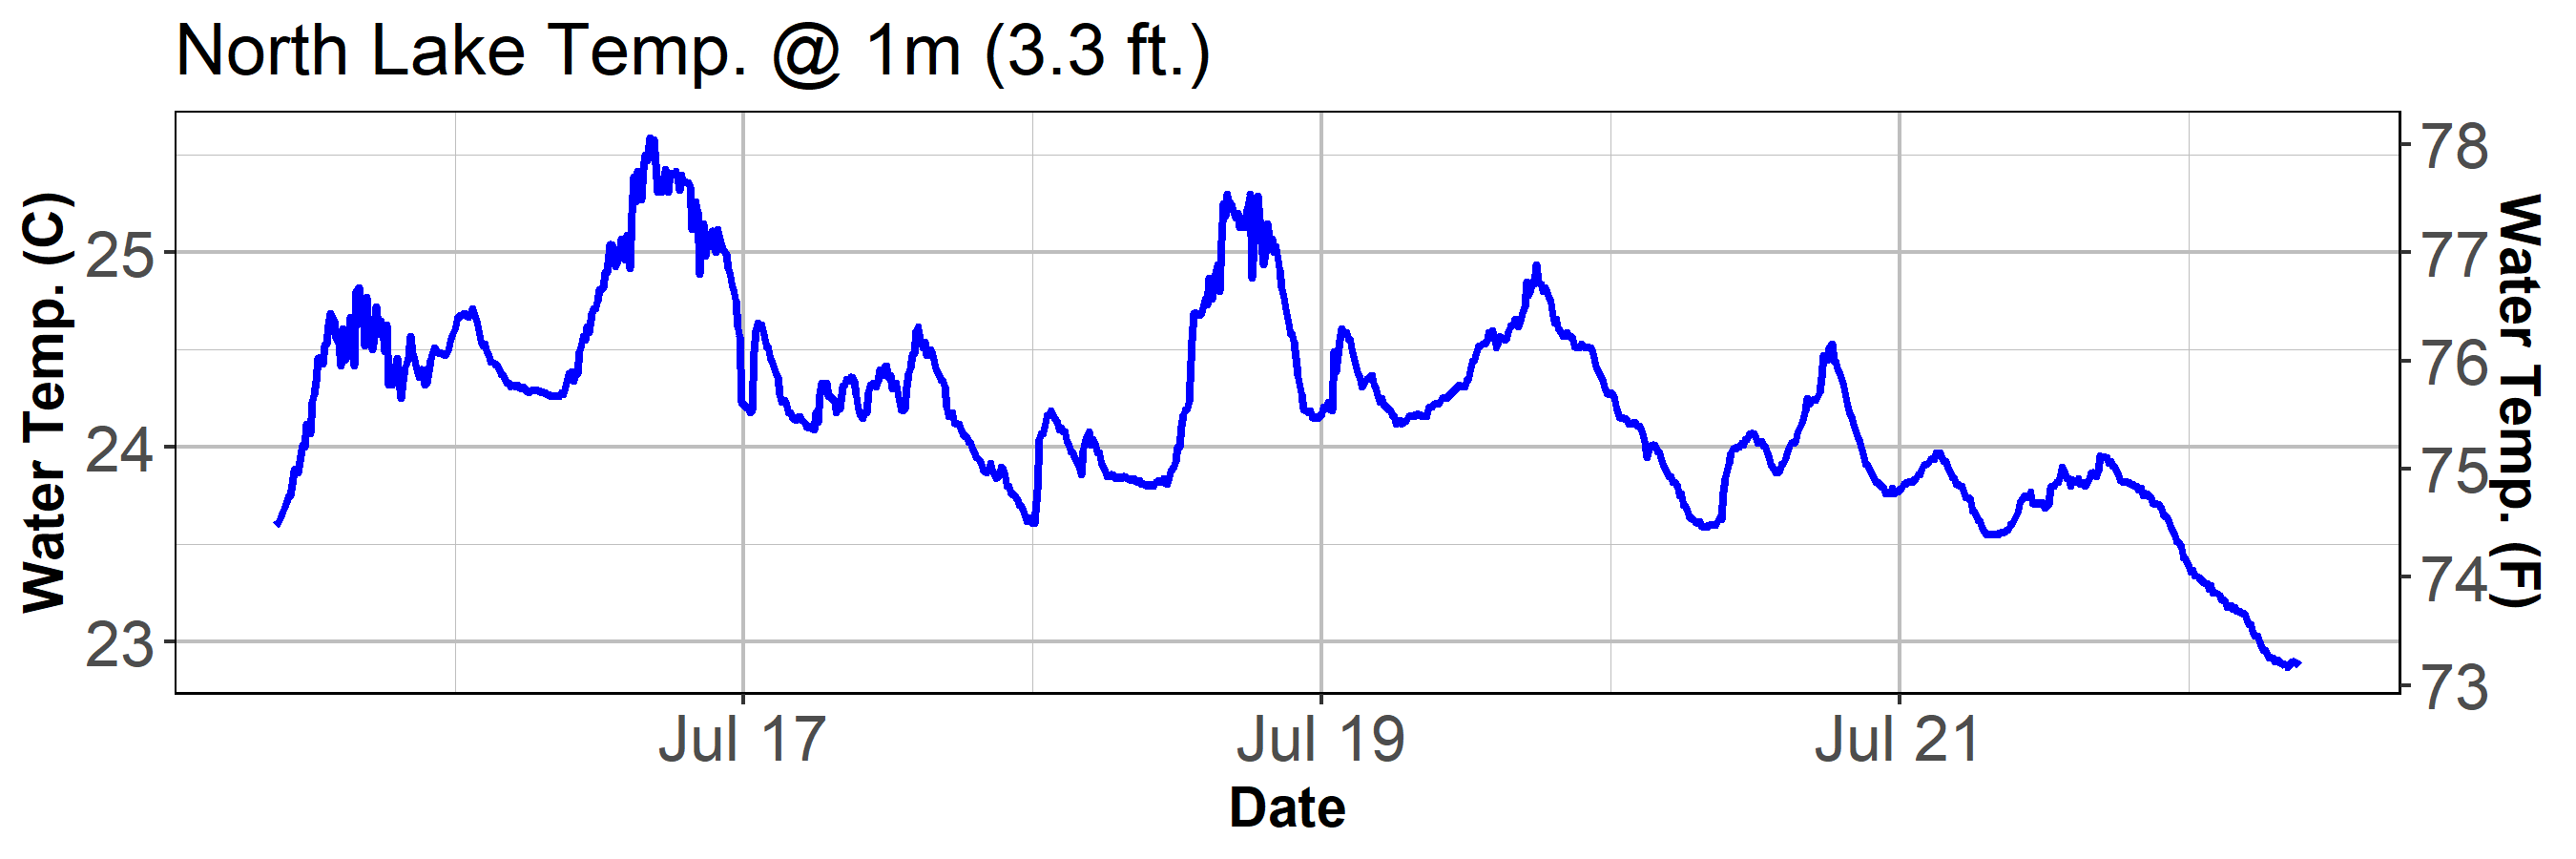 North Lake Temp. @ 1m (3.3 ft.)
Water Temp. (C)
25
24
23
78
77
76
75
74
73
Water Temp. (F)
Jul 17
Jul 19
Jul 21
Date